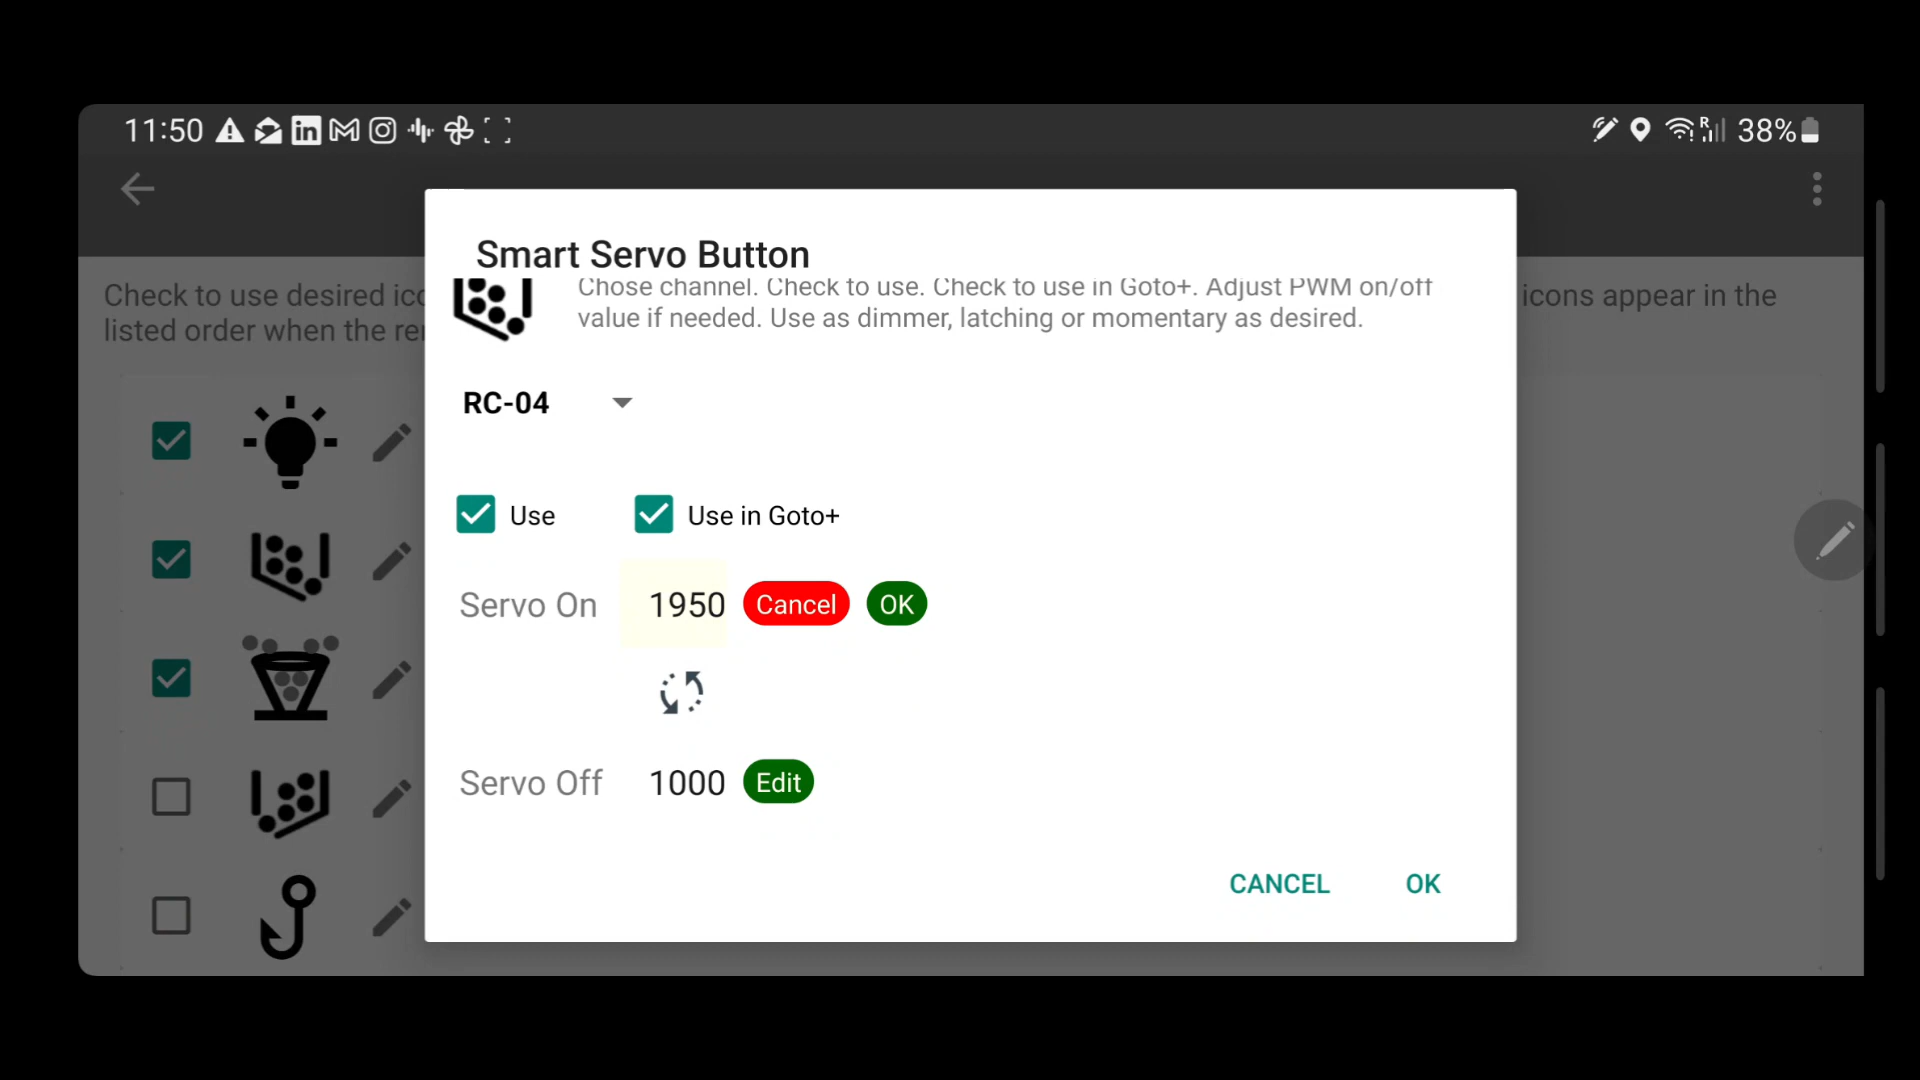 11:50
38%
Smart Servo Button
Check to use desired ico
icons appear in the
listed order when the re
Chose channel. Check to use. Check to use in Goto+. Adjust PWM on/off
value if needed. Use as dimmer, latching or momentary as desired.
RC-04
Use
Use in Goto+
Servo On 1950 Cancel OK
Servo Off 1000 Edit
CANCEL OK